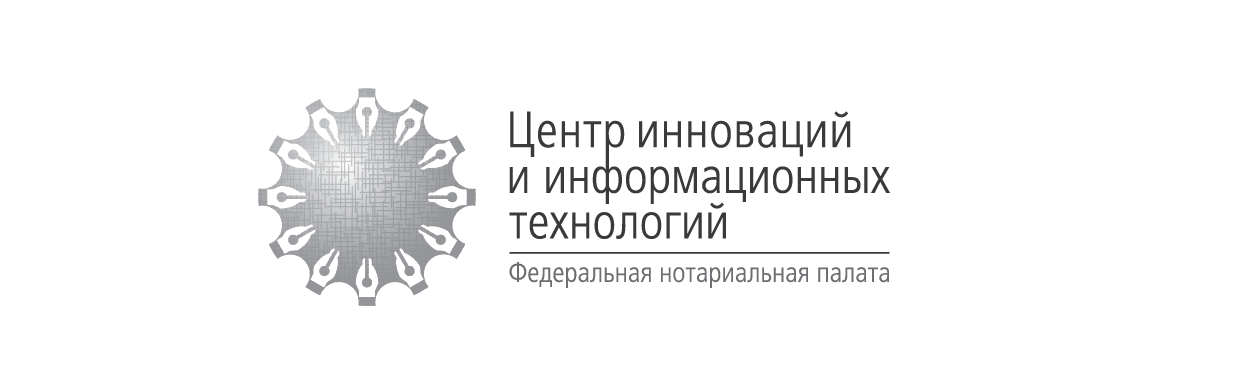 Центр инноваций
и информационных
технологий
Федеральная нотариальная палата